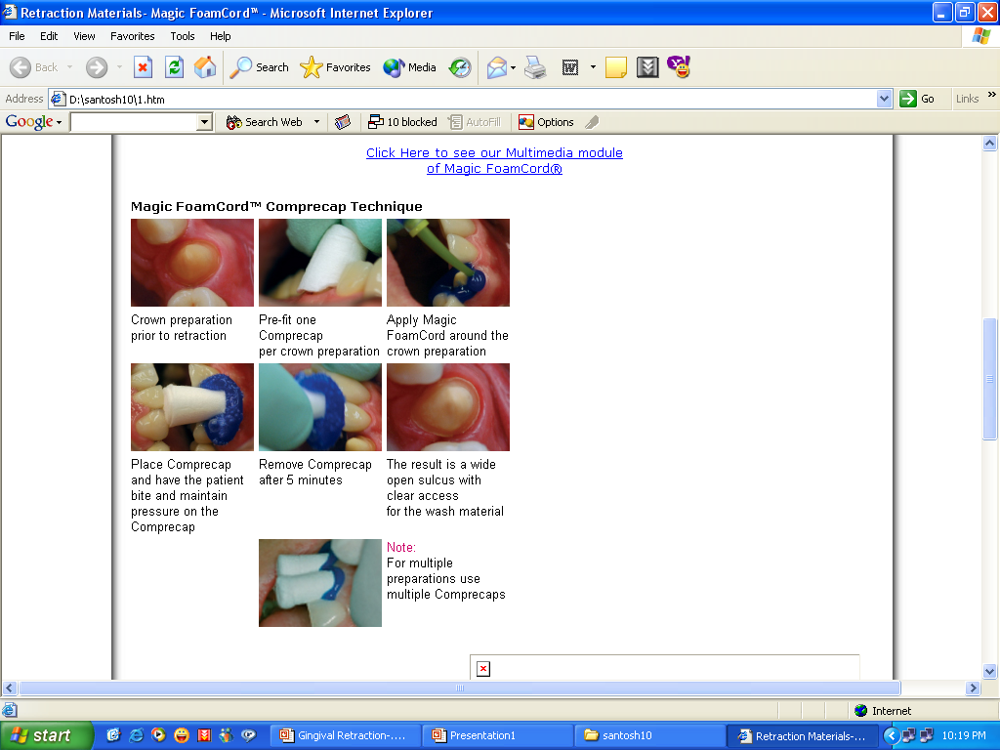 Retraction Materials- Magic FoamCord™ - Microsoft Internet Explorer
File Edit View Favorites Tools Help
Back Search Favorites Media
Address D:\santosh10\1.htm Go Links »
Google Search Web 10 blocked AutoFill Options
Click Here to see our Multimedia module
of Magic FoamCord®
Magic FoamCord™ Comprecap Technique
Crown preparation
prior to retraction
Pre-fit one
Comprecap
per crown preparation
Apply Magic
FoamCord around the
crown preparation
Place Comprecap
and have the patient
bite and maintain
pressure on the
Comprecap
Remove Comprecap
after 5 minutes
The result is a wide
open sulcus with
clear access
for the wash material
Note:
For multiple
preparations use
multiple Comprecaps
Internet
start Gingival Retraction-.... Presentation1 santosh10 Retraction Materials-... 10:19 PM